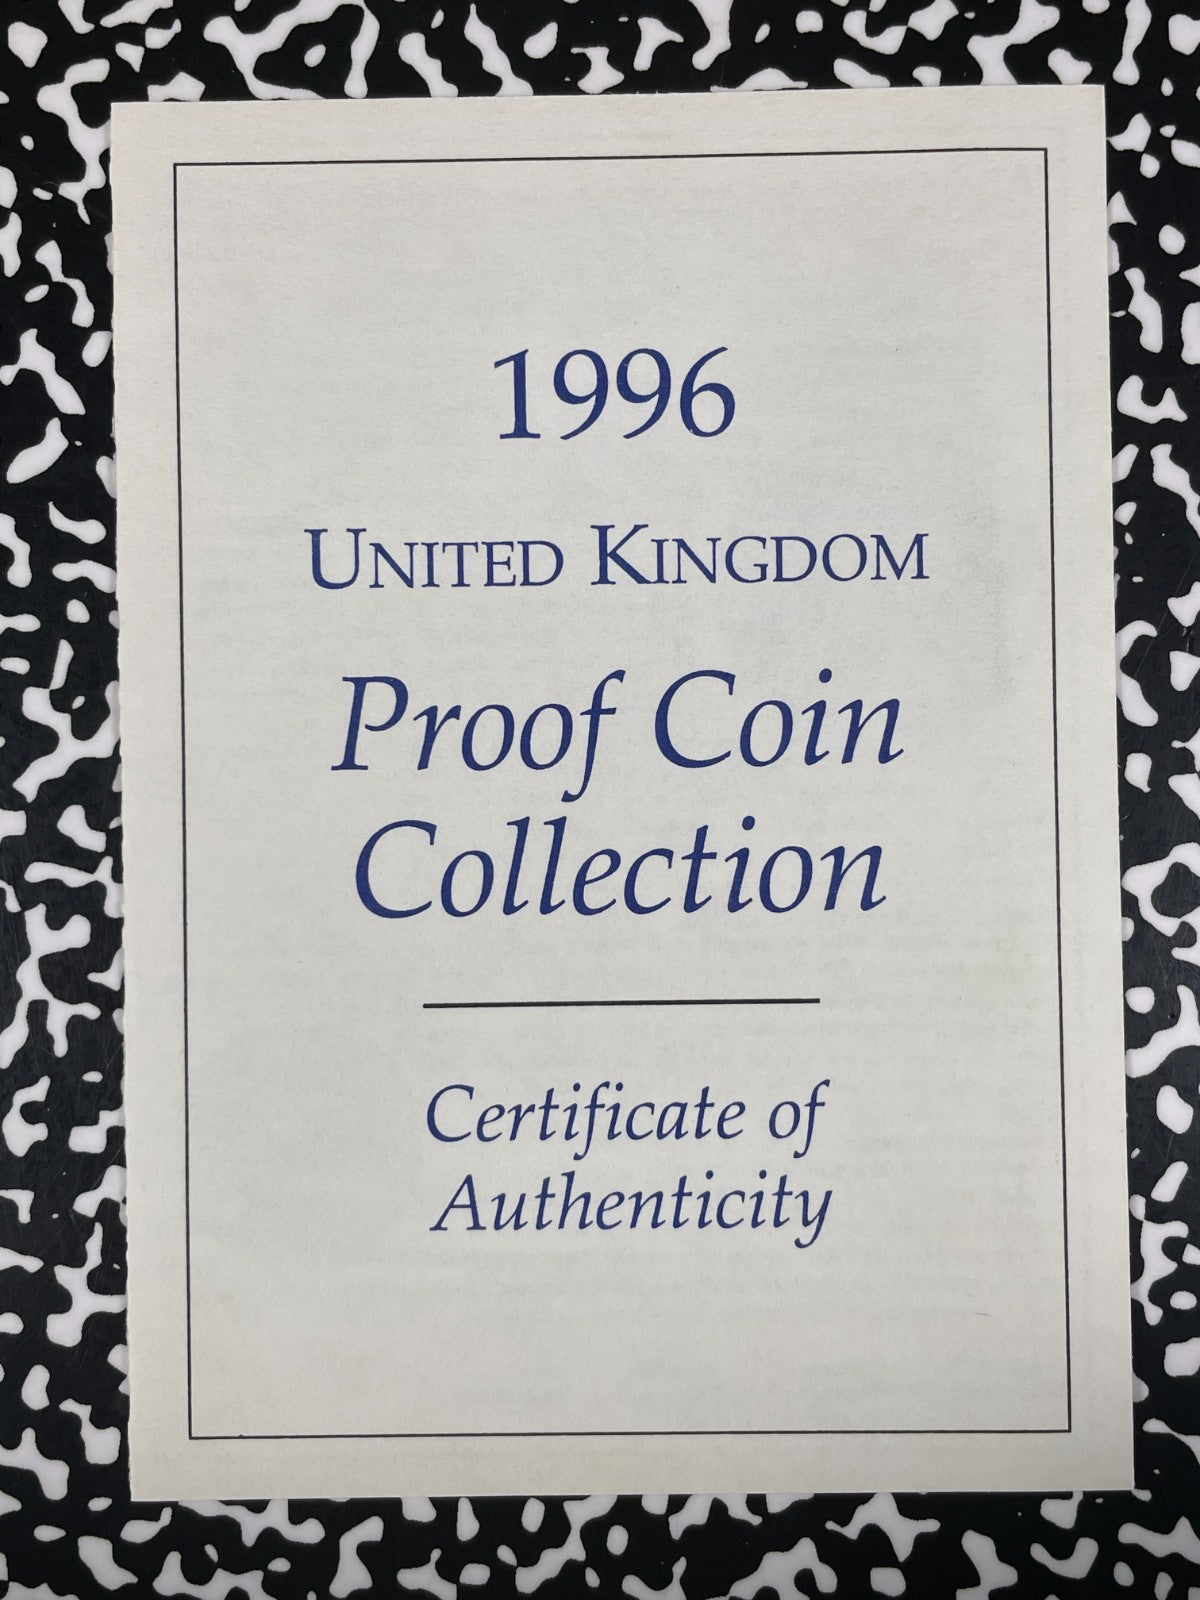 1996
UNITED KINGDOM
Proof Coin
Collection
Certificate of
Authenticity